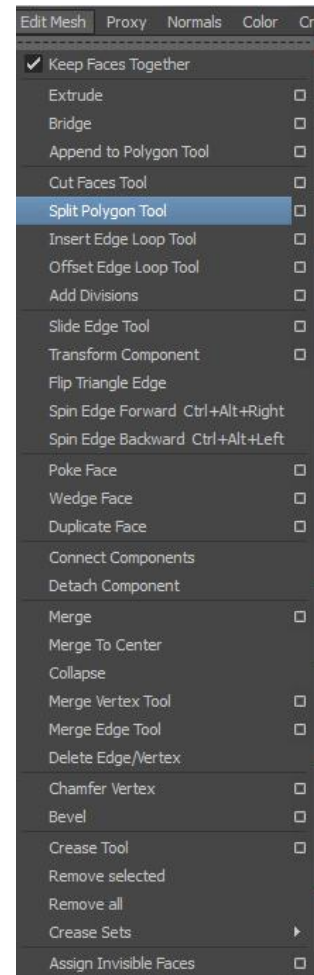 Edit Mesh Proxy Normals Color Cr
Keep Faces Together
Extrude
Bridge
Append to Polygon Tool
Cut Faces Tool
Split Polygon Tool
Insert Edge Loop Tool
Offset Edge Loop Tool
Add Divisions
Slide Edge Tool
Transform Component
Flip Triangle Edge
Spin Edge Forward Ctrl+Alt+Right
Spin Edge Backward Ctrl+Alt+Left
Poke Face
Wedge Face
Duplicate Face
Connect Components
Detach Component
Merge
Merge To Center
Collapse
Merge Vertex Tool
Merge Edge Tool
Delete Edge/Vertex
Chamfer Vertex
Bevel
Crease Tool
Remove selected
Remove all
Crease Sets
Assign Invisible Faces